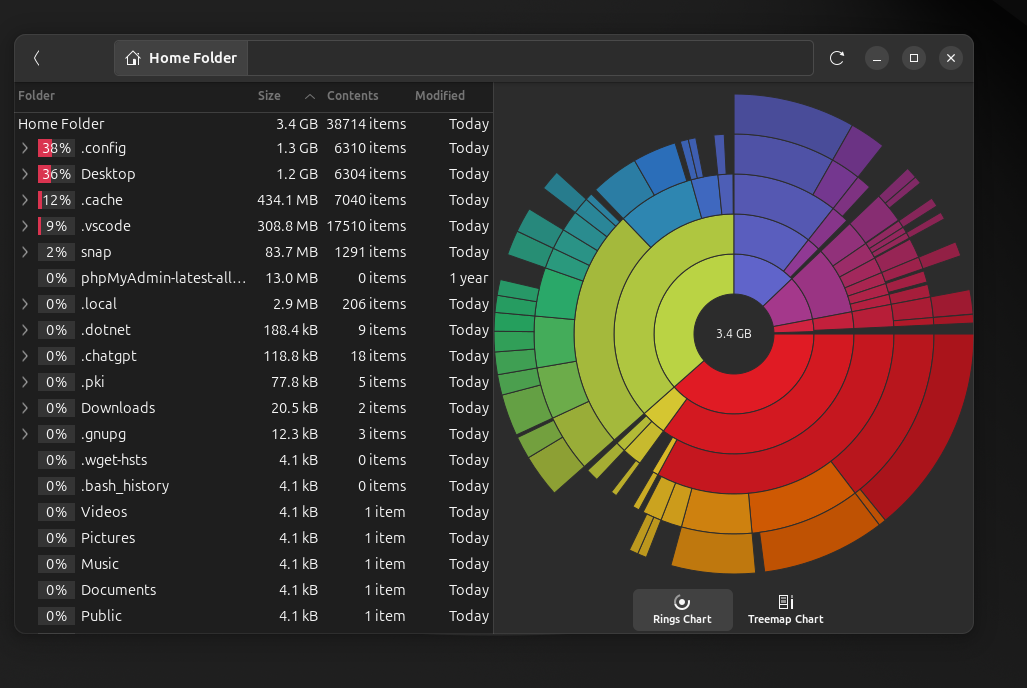 Home Folder
Folder Size Contents Modified
Home Folder 3.4 GB 38714 items Today
38% .config 1.3 GB 6310 items Today
36% Desktop 1.2 GB 6304 items Today
12% .cache 434.1 MB 7040 items Today
9% .vscode 308.8 MB 17510 items Today
2% snap 83.7 MB 1291 items Today
0% phpMyAdmin-latest-all... 13.0 MB 0 items 1 year
0% .local 2.9 MB 206 items Today
0% .dotnet 188.4 kB 9 items Today
0% .chatgpt 118.8 kB 18 items Today
0% .pki 77.8 kB 5 items Today
0% Downloads 20.5 kB 2 items Today
0% .gnupg 12.3 kB 3 items Today
0% .wget-hsts 4.1 kB 0 items Today
0% .bash_history 4.1 kB 0 items Today
0% Videos 4.1 kB 1 item Today
0% Pictures 4.1 kB 1 item Today
0% Music 4.1 kB 1 item Today
0% Documents 4.1 kB 1 item Today
0% Public 4.1 kB 1 item Today
3.4 GB
Rings Chart Treemap Chart